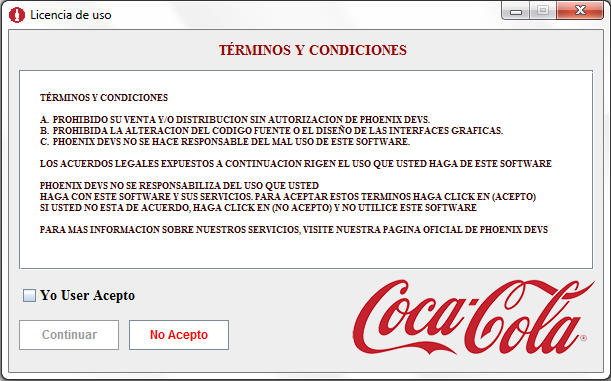 Licencia de uso
TÉRMINOS Y CONDICIONES
TÉRMINOS Y CONDICIONES
A. PROHIBIDO SU VENTA Y/O DISTRIBUCION SIN AUTORIZACION DE PHOENIX DEVS.
B. PROHIBIDA LA ALTERACION DEL CODIGO FUENTE O EL DISEÑO DE LAS INTERFACES GRAFICAS.
C. PHOENIX DEVS NO SE HACE RESPONSABLE DEL MAL USO DE ESTE SOFTWARE.
LOS ACUERDOS LEGALES EXPUESTOS A CONTINUACION RIGEN EL USO QUE USTED HAGA DE ESTE SOFTWARE
PHOENIX DEVS NO SE RESPONSABILIZA DEL USO QUE USTED
HAGA CON ESTE SOFTWARE Y SUS SERVICIOS. PARA ACEPTAR ESTOS TERMINOS HAGA CLICK EN (ACEPTO)
SI USTED NO ESTA DE ACUERDO, HAGA CLICK EN (NO ACEPTO) Y NO UTILICE ESTE SOFTWARE
PARA MAS INFORMACION SOBRE NUESTROS SERVICIOS, VISITE NUESTRA PAGINA OFICIAL DE PHOENIX DEVS
Yo User Acepto
Continuar
No Acepto
Coca-Cola®